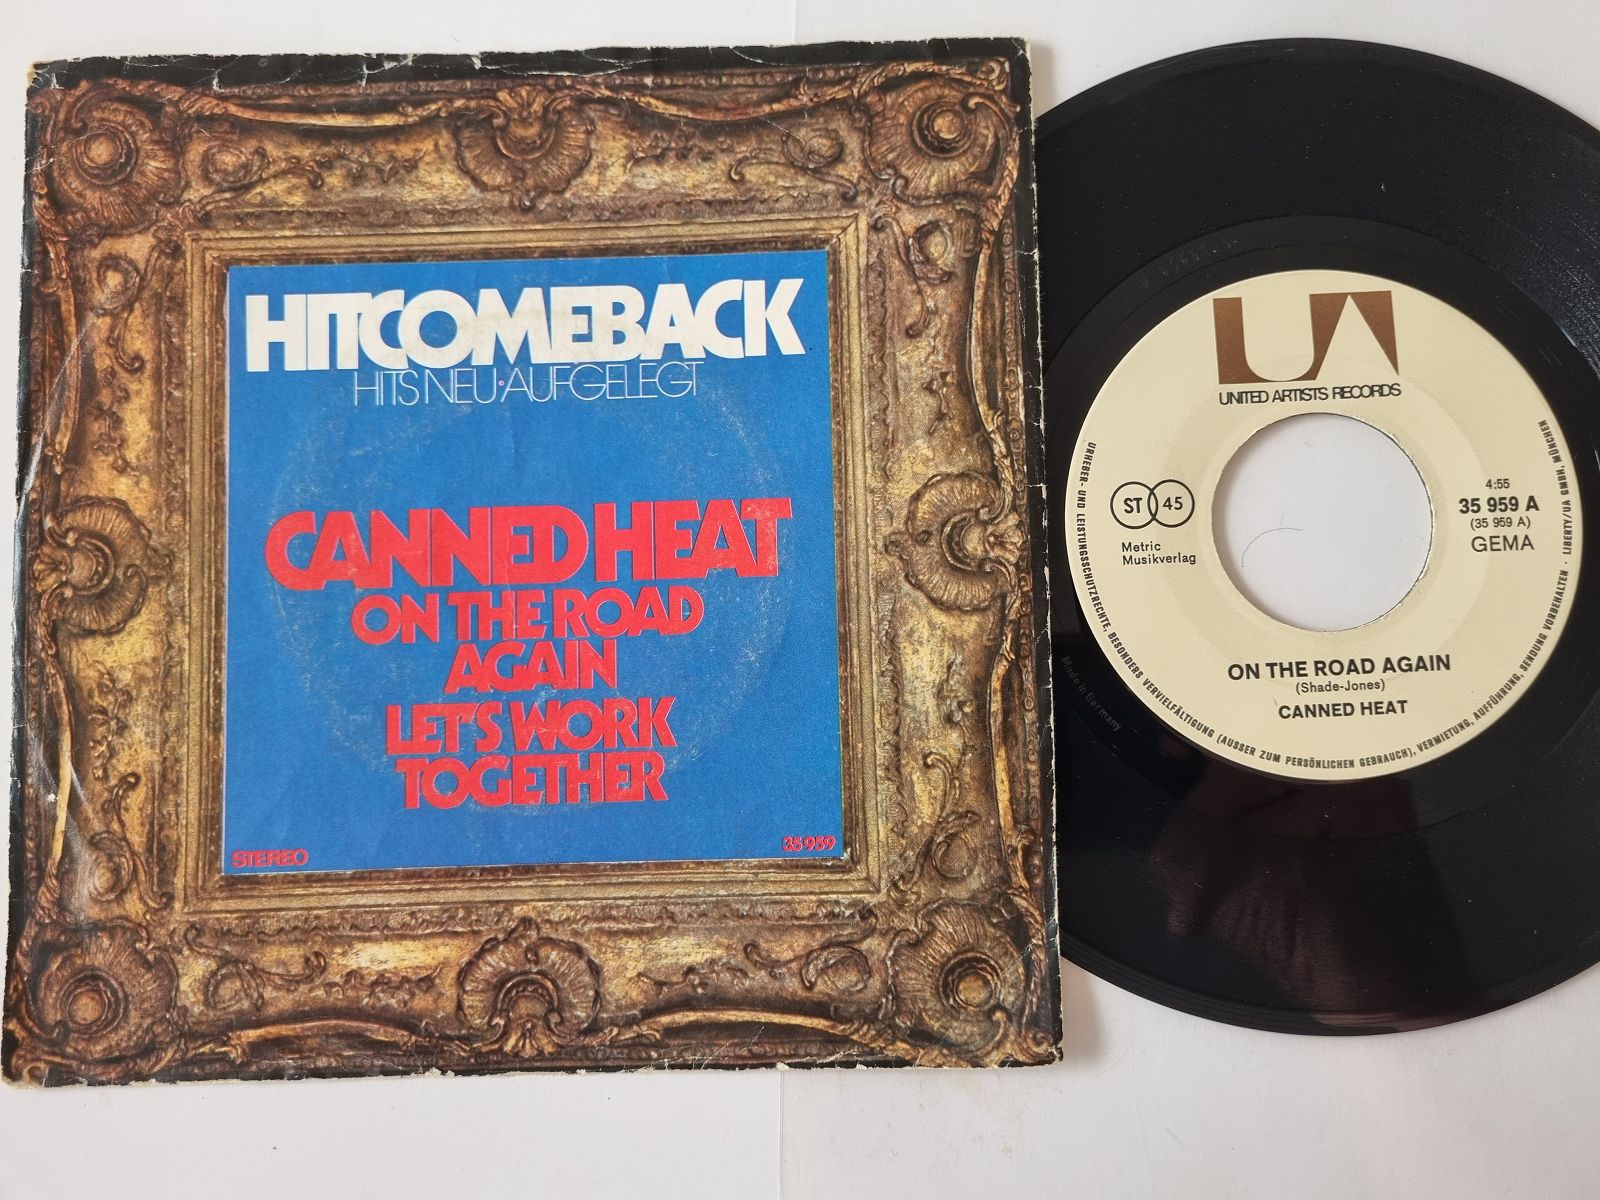 HITCOMEBACK
HITS NEU·AUFGELEGT
CANNED HEAT
ON THE ROAD
AGAIN
LET'S WORK
TOGETHER
STEREO
35 959
UA
UNITED ARTISTS RECORDS
ST 45
Metric
Musikverlag
4:55
35 959 A
(35 959 A)
GEMA
ON THE ROAD AGAIN
(Shade-Jones)
CANNED HEAT
URHEBER- UND LEISTUNGSSCHUTZRECHTE, BESONDERS VERVIELFÄLTIGUNG (AUSSER ZUM PERSÖNLICHEN GEBRAUCH), VERMIETUNG, AUFFÜHRUNG, SENDUNG VORBEHALTEN · LIBERTY/UA GMBH, MÜNCHEN
Made in Germany